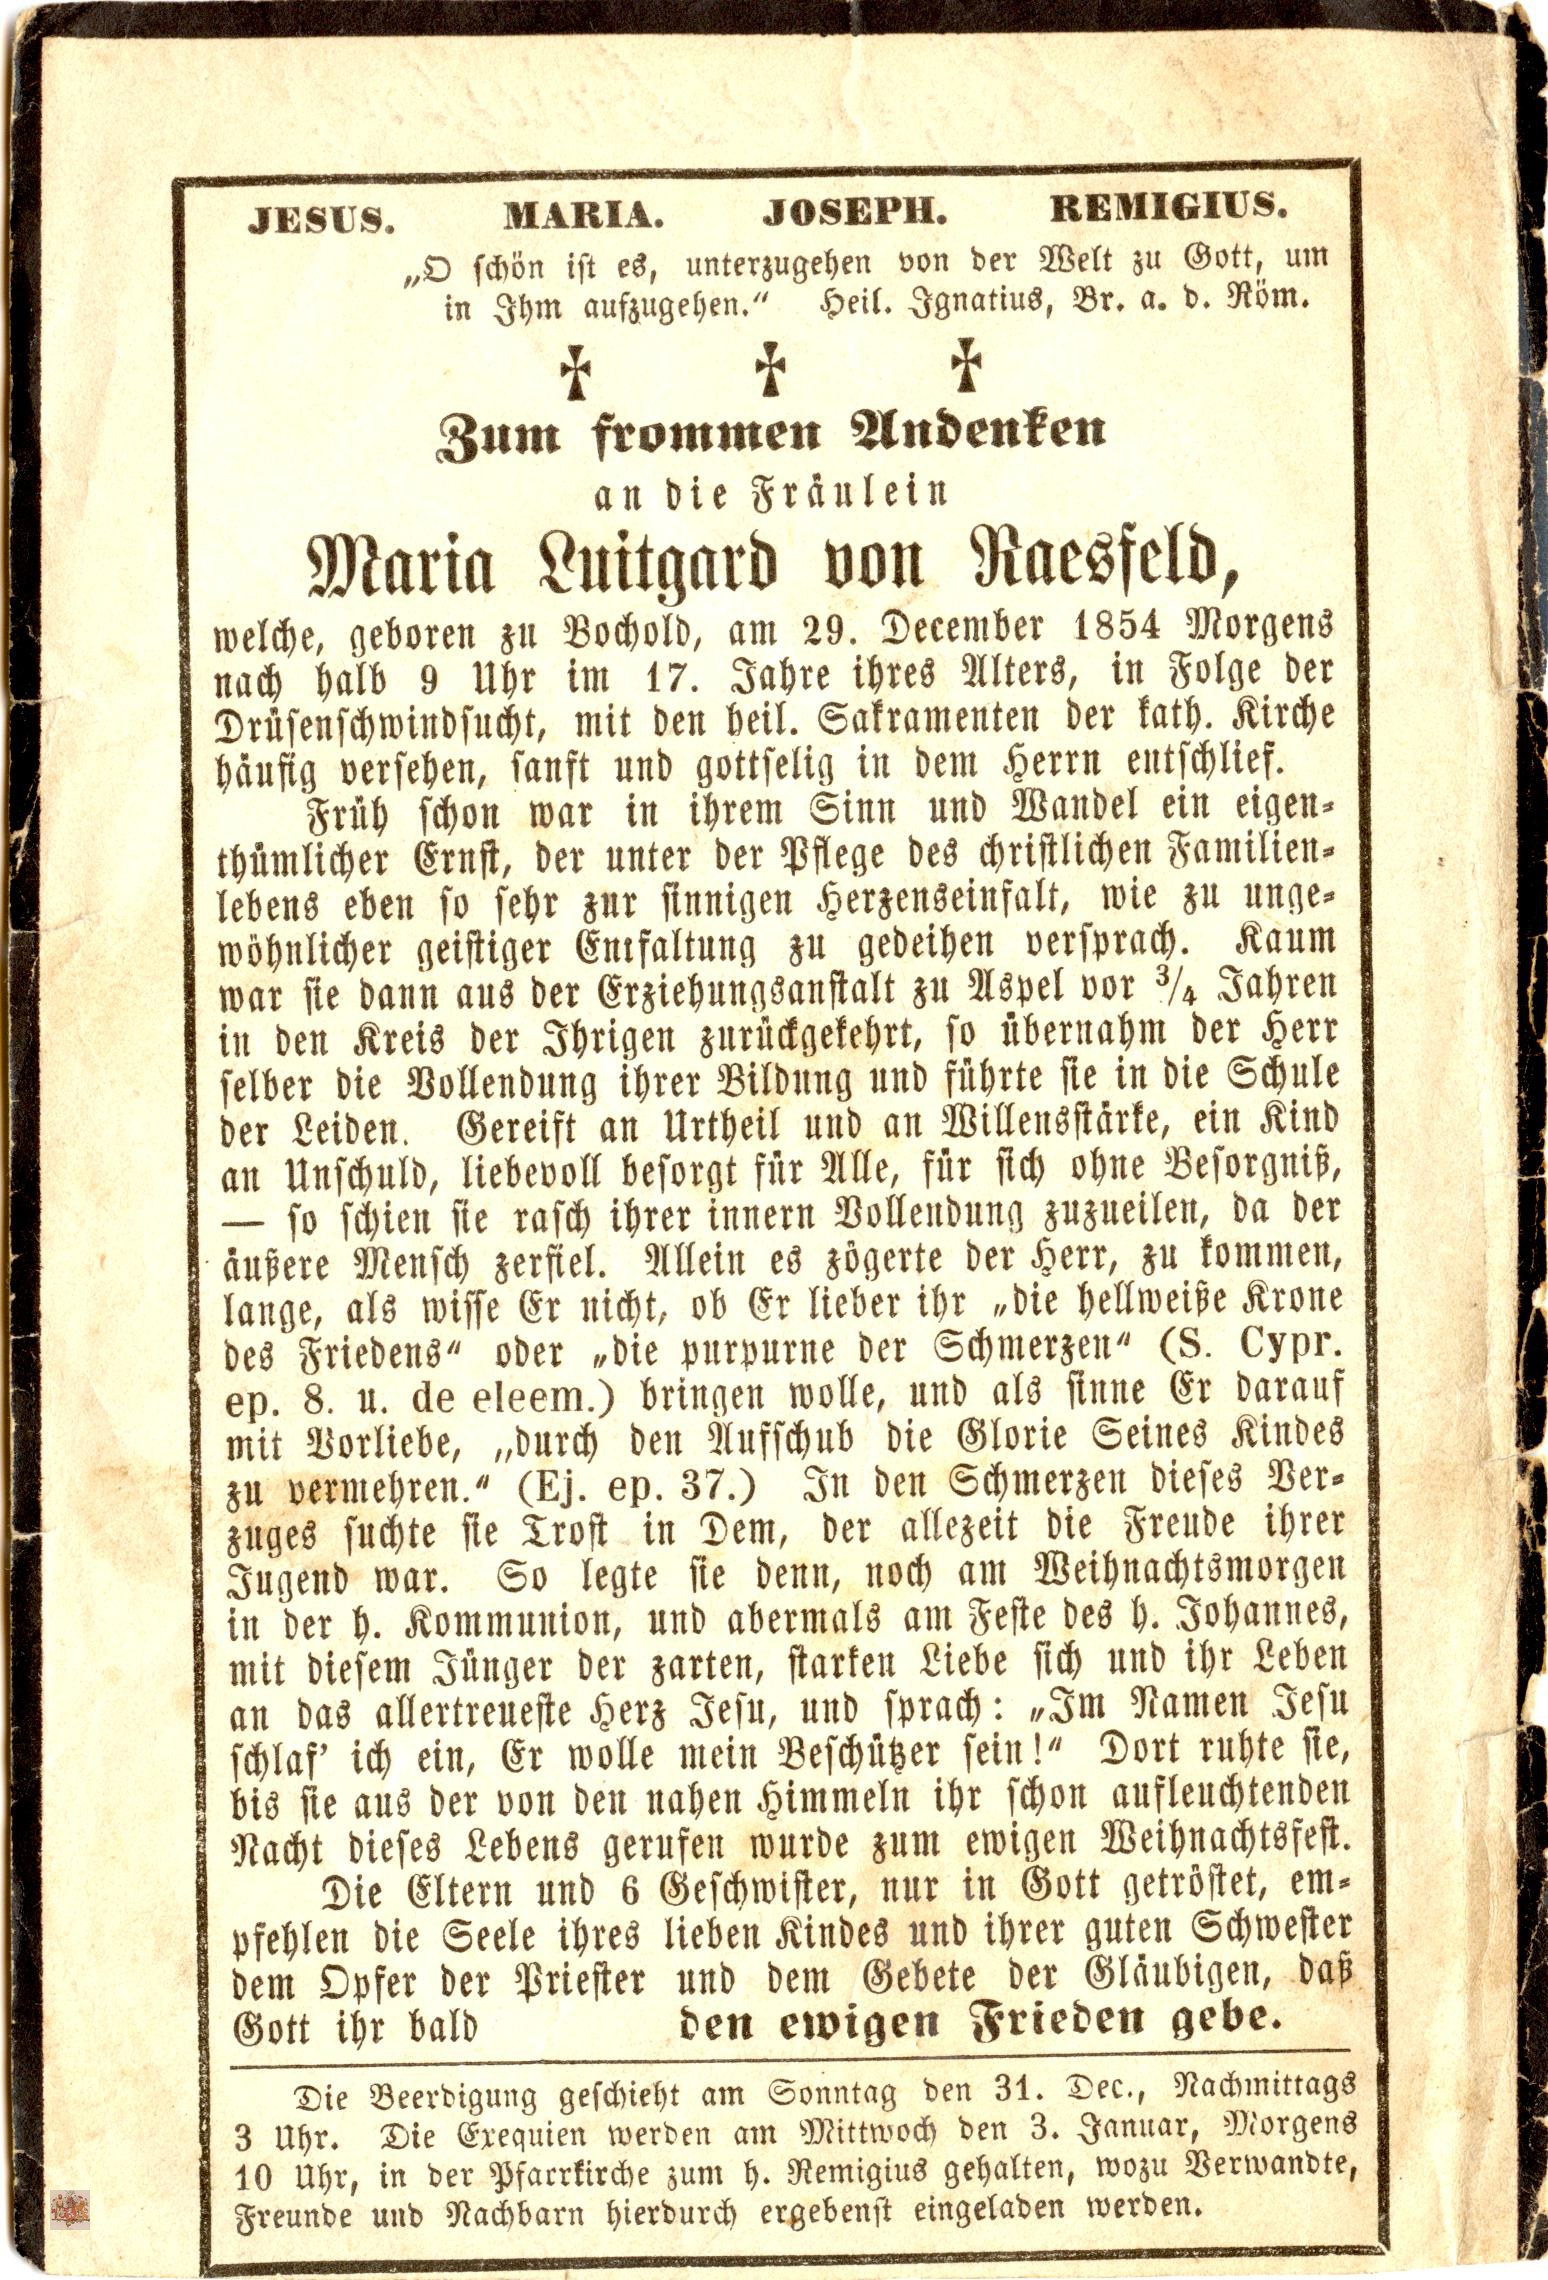 JESUS. MARIA. JOSEPH. REMIGIUS.
„O schön ist es, unterzugehen von der Welt zu Gott, um
in Ihm aufzugehen.“ Heil. Ignatius, Br. a. d. Röm.
Zum frommen Andenken
an die Fräulein
Maria Luitgard von Raesfeld,
welche, geboren zu Bochold, am 29. December 1854 Morgens
nach halb 9 Uhr im 17. Jahre ihres Alters, in Folge der
Drüsenschwindsucht, mit den heil. Sakramenten der kath. Kirche
häufig versehen, sanft und gottselig in dem Herrn entschlief.
Früh schon war in ihrem Sinn und Wandel ein eigen-
thümlicher Ernst, der unter der Pflege des christlichen Familien-
lebens eben so sehr zur sinnigen Herzenseinfalt, wie zu unge-
wöhnlicher geistiger Entfaltung zu gedeihen versprach. Kaum
war sie dann aus der Erziehungsanstalt zu Aspel vor 3/4 Jahren
in den Kreis der Ihrigen zurückgekehrt, so übernahm der Herr
selber die Vollendung ihrer Bildung und führte sie in die Schule
der Leiden. Gereift an Urtheil und an Willensstärke, ein Kind
an Unschuld, liebevoll besorgt für Alle, für sich ohne Besorgniß,
— so schien sie rasch ihrer innern Vollendung zuzueilen, da der
äußere Mensch zerfiel. Allein es zögerte der Herr, zu kommen,
lange, als wisse Er nicht, ob Er lieber ihr „die hellweiße Krone
des Friedens“ oder „die purpurne der Schmerzen“ (S. Cypr.
ep. 8. u. de eleem.) bringen wolle, und als sinne Er darauf
mit Vorliebe, „durch den Aufschub die Glorie Seines Kindes
zu vermehren.“ (Ej. ep. 37.) In den Schmerzen dieses Ver-
zuges suchte sie Trost in Dem, der allezeit die Freude ihrer
Jugend war. So legte sie denn, noch am Weihnachtsmorgen
in der h. Kommunion, und abermals am Feste des h. Johannes,
mit diesem Jünger der zarten, starken Liebe sich und ihr Leben
an das allertreueste Herz Jesu, und sprach: „Im Namen Jesu
schlaf’ ich ein, Er wolle mein Beschützer sein!“ Dort ruhte sie,
bis sie aus der von den nahen Himmeln ihr schon aufleuchtenden
Nacht dieses Lebens gerufen wurde zum ewigen Weihnachtsfest.
Die Eltern und 6 Geschwister, nur in Gott getröstet, em-
pfehlen die Seele ihres lieben Kindes und ihrer guten Schwester
dem Opfer der Priester und dem Gebete der Gläubigen, daß
Gott ihr bald den ewigen Frieden gebe.
Die Beerdigung geschieht am Sonntag den 31. Dec., Nachmittags
3 Uhr. Die Exequien werden am Mittwoch den 3. Januar, Morgens
10 Uhr, in der Pfarrkirche zum h. Remigius gehalten, wozu Verwandte,
Freunde und Nachbarn hierdurch ergebenst eingeladen werden.